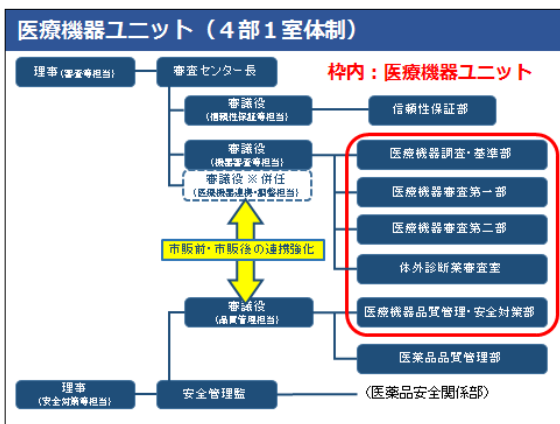 医療機器ユニット(4部1室体制)
枠内:医療機器ユニット
理事(審査等担当)
審査センター長
審議役
(信頼性保証等担当)
信頼性保証部
審議役
(機器審査等担当)
医療機器調査・基準部
審議役 ※併任
(医療機器連携・調整担当)
医療機器審査第一部
医療機器審査第二部
市販前・市販後の連携強化
体外診断薬審査室
審議役
(品質管理担当)
医療機器品質管理・安全対策部
医薬品品質管理部
理事
(安全対策等担当)
安全管理監
(医薬品安全関係部)